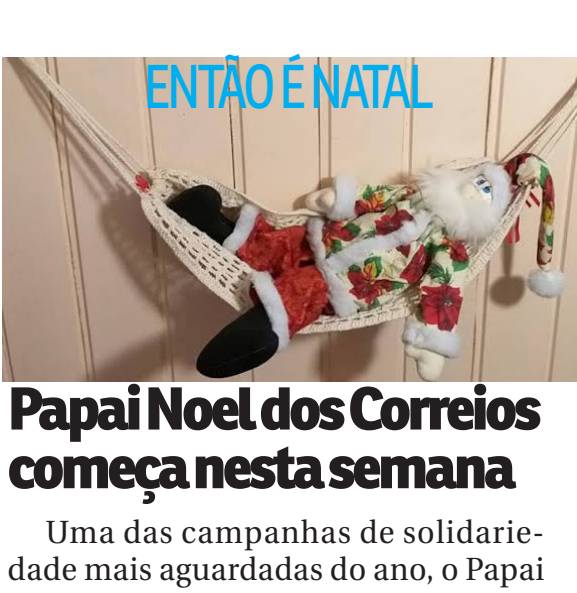 ENTÃO É NATAL
Papai Noel dos Correios
começa nesta semana
Uma das campanhas de solidarie-
dade mais aguardadas do ano, o Papai